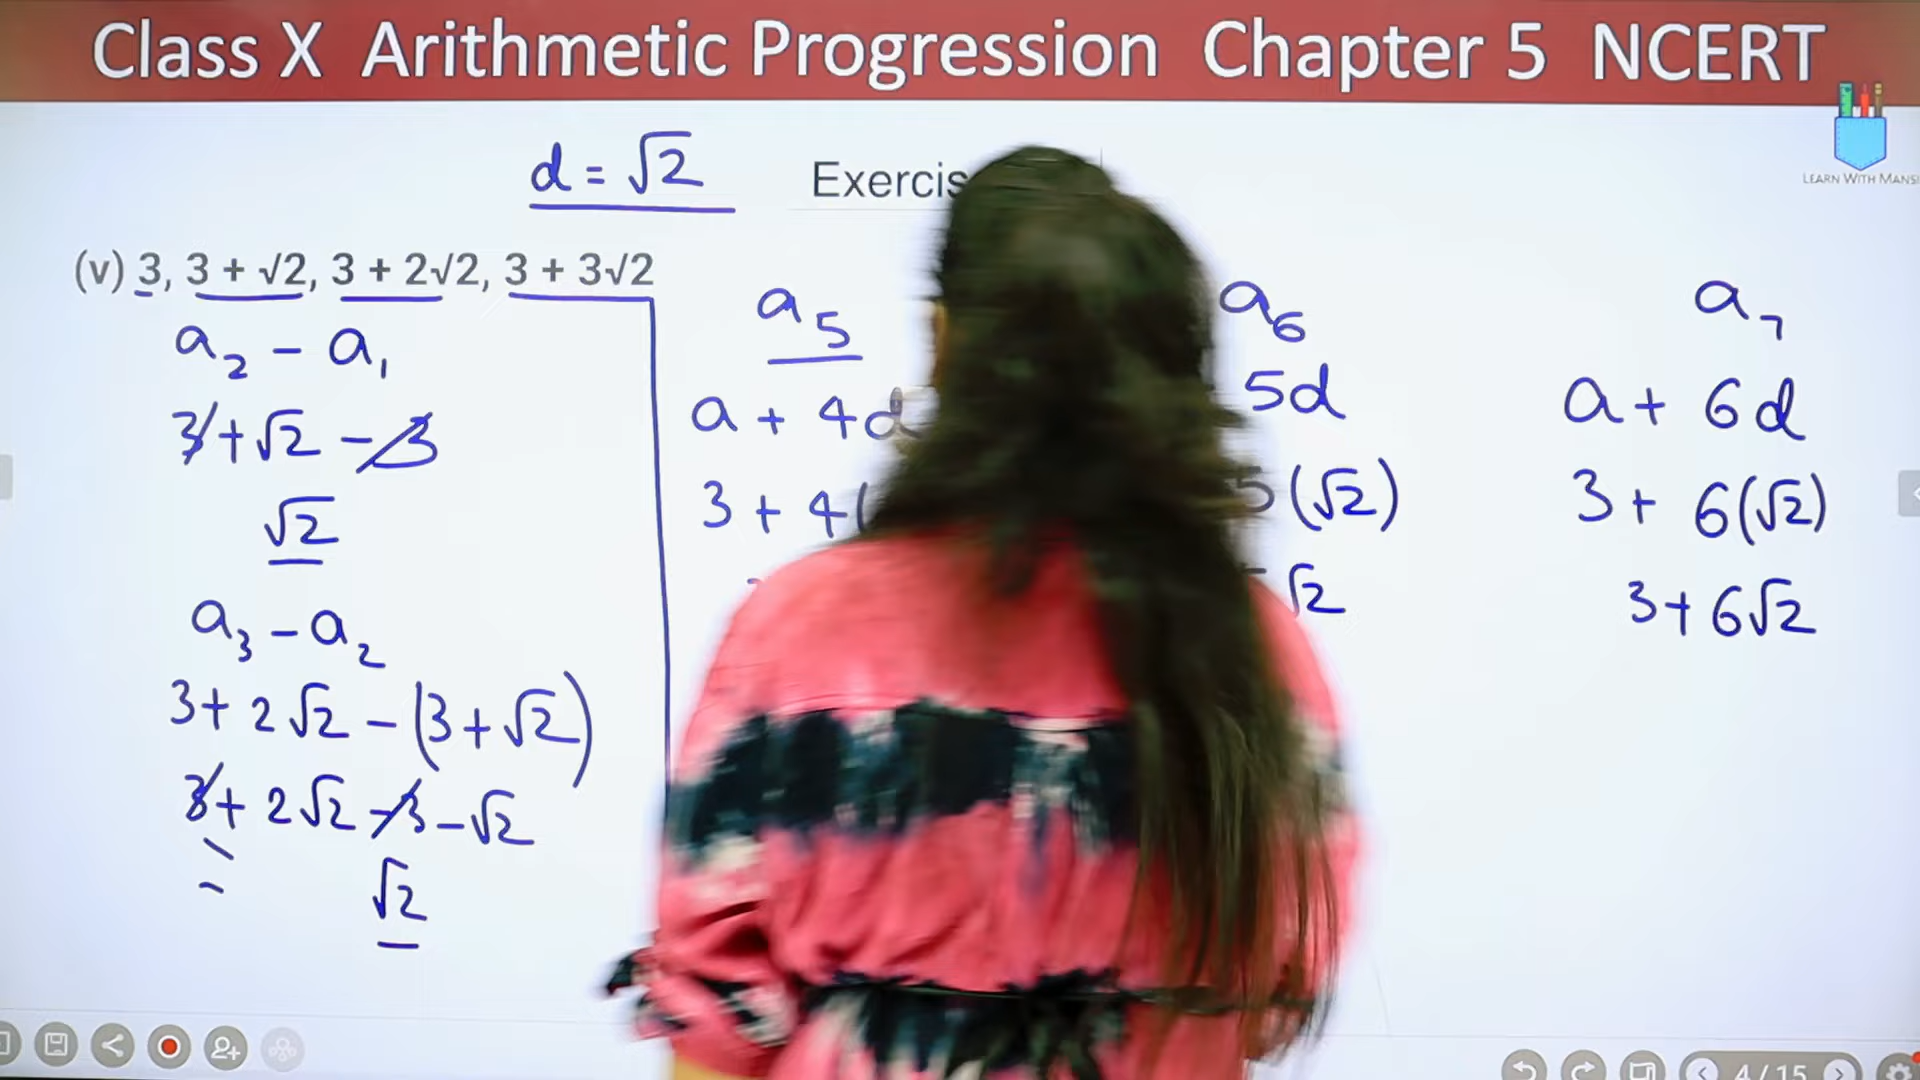 Class X Arithmetic Progression Chapter 5 NCERT
LEARN WITH MANSI
d = √2
(v) 3, 3 + √2, 3 + 2√2, 3 + 3√2
a₂ - a₁
3 + √2 - 3
√2
a₃ - a₂
3 + 2√2 - (3 + √2)
3 + 2√2 - 3 - √2
√2
a₅
a + 4d
3 + 4(
a₆
5d
5(√2)
√2
a₇
a + 6d
3 + 6(√2)
3 + 6√2
4 / 15